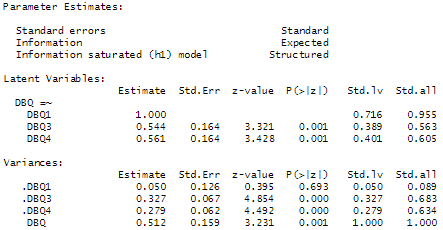 Parameter Estimates:
Standard errors Standard
Information Expected
Information saturated (h1) model Structured
Latent Variables:
Estimate Std.Err z-value P(>|z|) Std.lv Std.all
DBQ =~
DBQ1 1.000 0.716 0.955
DBQ3 0.544 0.164 3.321 0.001 0.389 0.563
DBQ4 0.561 0.164 3.428 0.001 0.401 0.605
Variances:
Estimate Std.Err z-value P(>|z|) Std.lv Std.all
.DBQ1 0.050 0.126 0.395 0.693 0.050 0.089
.DBQ3 0.327 0.067 4.854 0.000 0.327 0.683
.DBQ4 0.279 0.062 4.492 0.000 0.279 0.634
DBQ 0.512 0.159 3.231 0.001 1.000 1.000